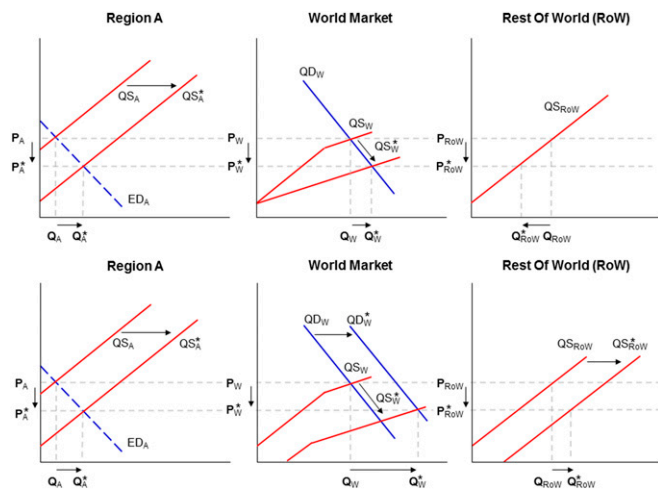 Region A
World Market
Rest Of World (RoW)
QS_A
QS*_A
P_A
P*_A
ED_A
Q_A
Q*_A
QD_W
QS_W
QS*_W
P_W
P*_W
Q_W
Q*_W
QS_RoW
P_RoW
P*_RoW
Q*_RoW
Q_RoW
Region A
World Market
Rest Of World (RoW)
QS_A
QS*_A
P_A
P*_A
ED_A
Q_A
Q*_A
QD_W
QD*_W
QS_W
QS*_W
P_W
P*_W
Q_W
Q*_W
QS_RoW
QS*_RoW
P_RoW
P*_RoW
Q_RoW
Q*_RoW